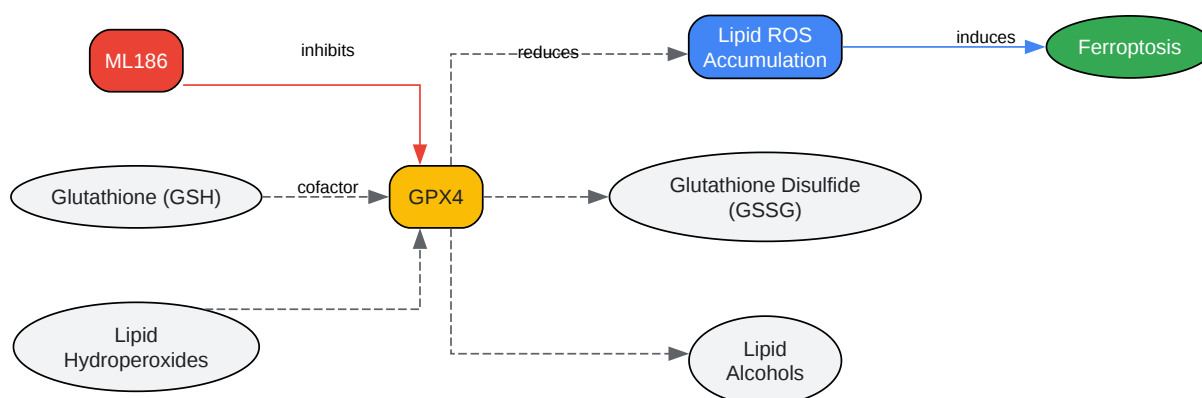 ML186
inhibits
reduces
Lipid ROS
Accumulation
induces
Ferroptosis
Glutathione (GSH)
cofactor
GPX4
Glutathione Disulfide
(GSSG)
Lipid
Hydroperoxides
Lipid
Alcohols